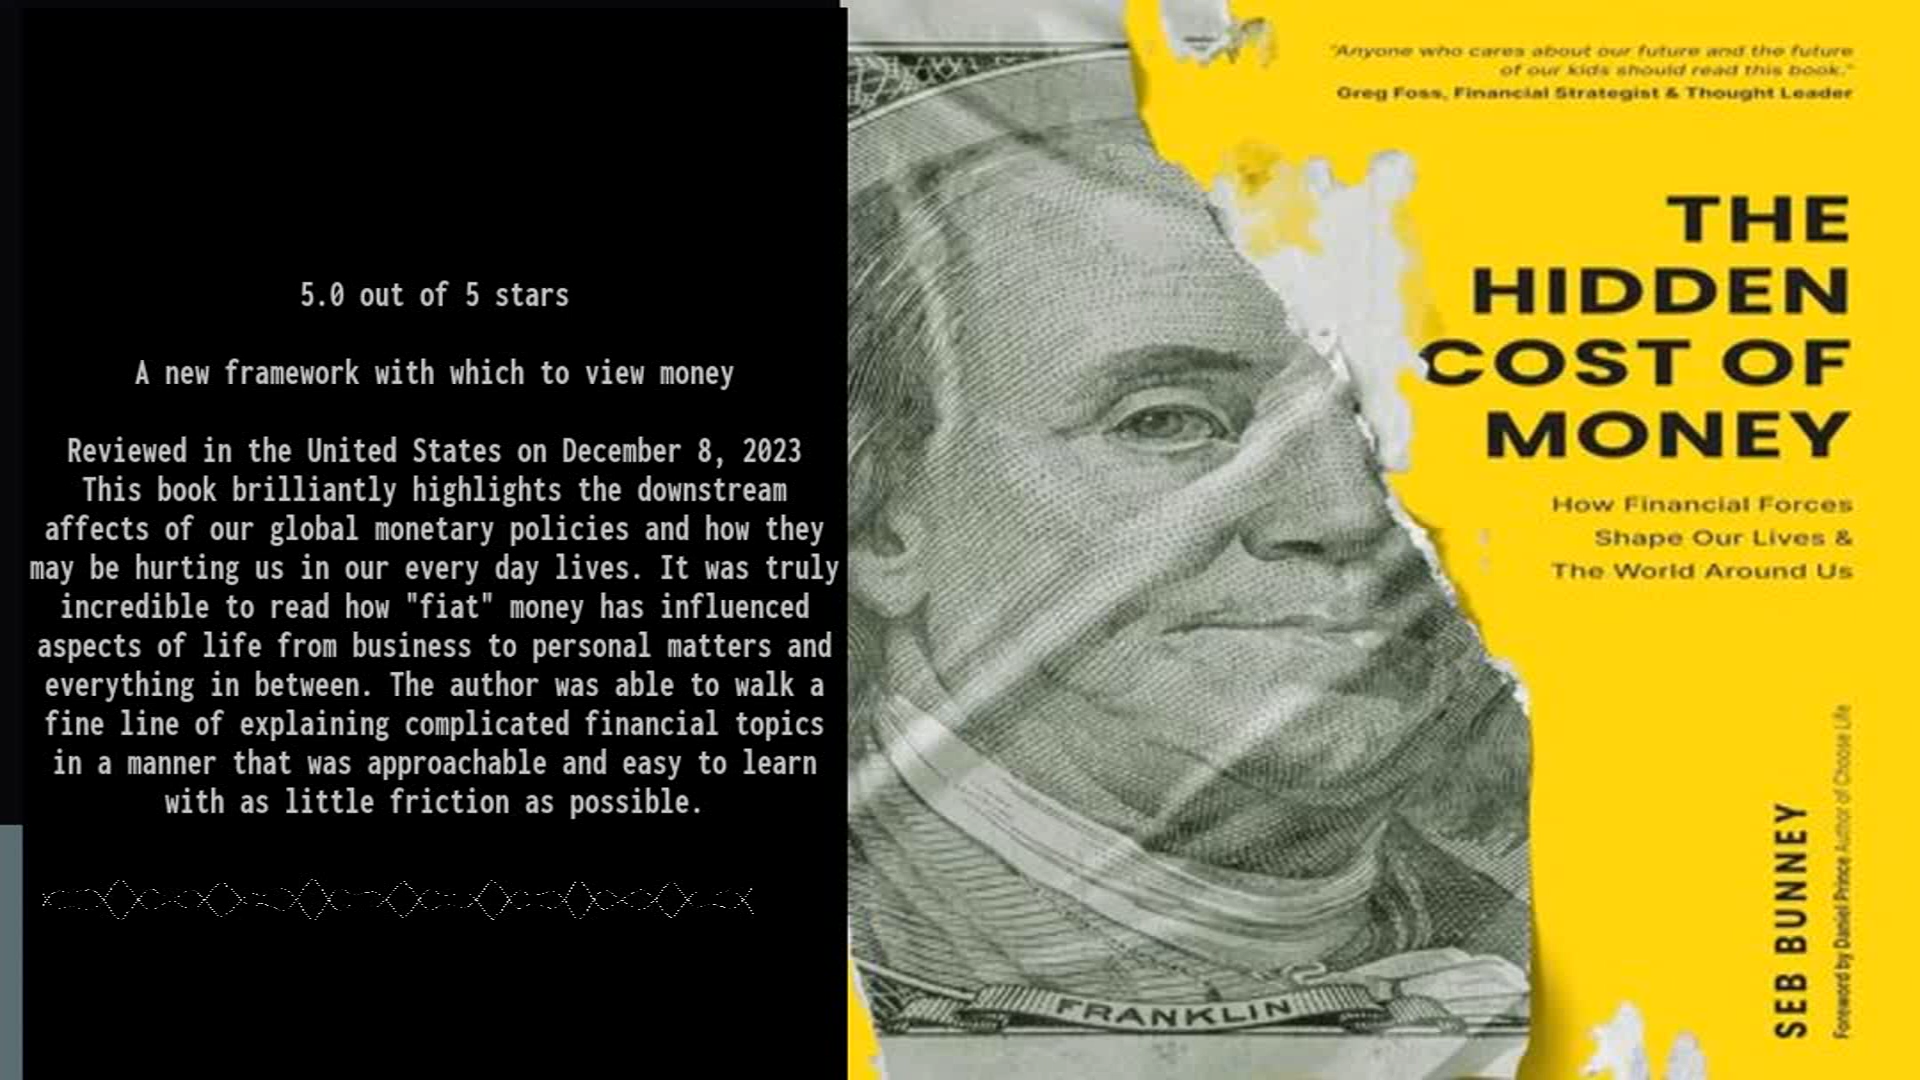 5.0 out of 5 stars
A new framework with which to view money
Reviewed in the United States on December 8, 2023
This book brilliantly highlights the downstream
affects of our global monetary policies and how they
may be hurting us in our every day lives. It was truly
incredible to read how "fiat" money has influenced
aspects of life from business to personal matters and
everything in between. The author was able to walk a
fine line of explaining complicated financial topics
in a manner that was approachable and easy to learn
with as little friction as possible.
"Anyone who cares about our future and the future
of our kids should read this book."
Greg Foss, Financial Strategist & Thought Leader
THE
HIDDEN
COST OF
MONEY
How Financial Forces
Shape Our Lives &
The World Around Us
SEB BUNNEY
Foreword by Daniel Prince Author of Choose Life
FRANKLIN